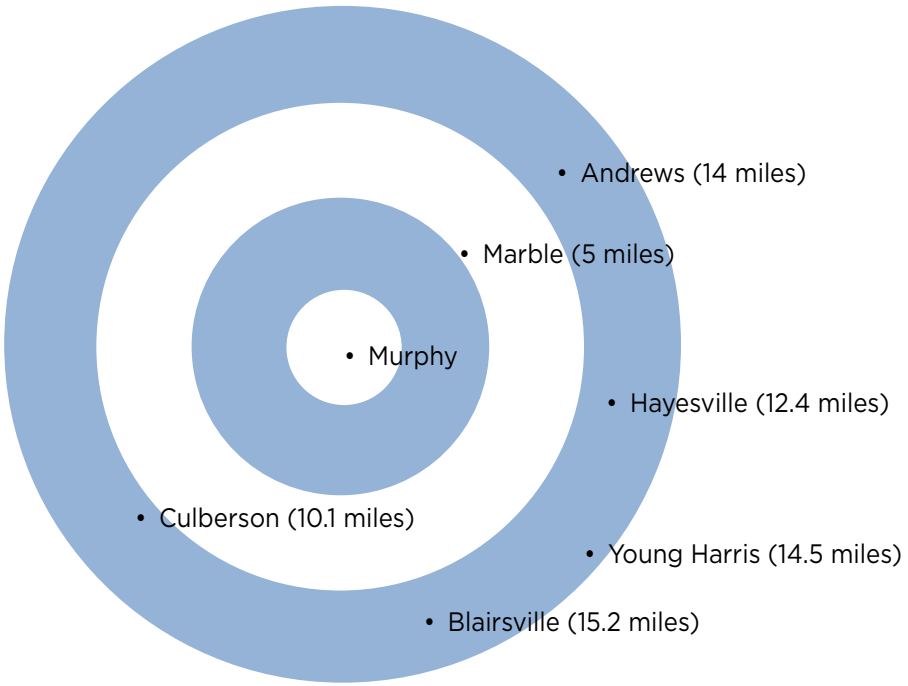 • Andrews (14 miles)
• Marble (5 miles)
• Murphy
• Hayesville (12.4 miles)
• Culberson (10.1 miles)
• Young Harris (14.5 miles)
• Blairsville (15.2 miles)